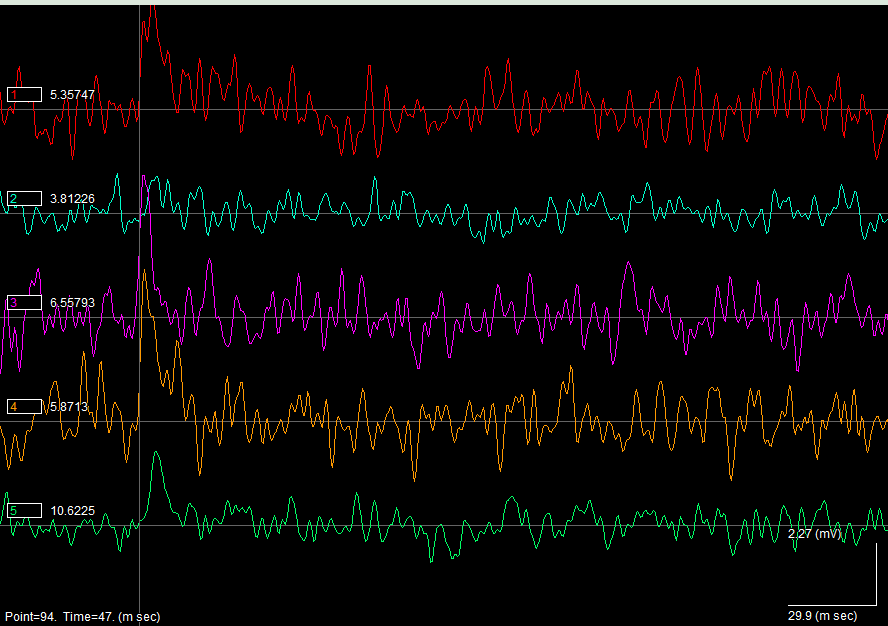 1 5.35747
2 3.81226
3 6.55793
4 5.8713
5 10.6225
2.27 (mV)
29.9 (m sec)
Point=94. Time=47. (m sec)